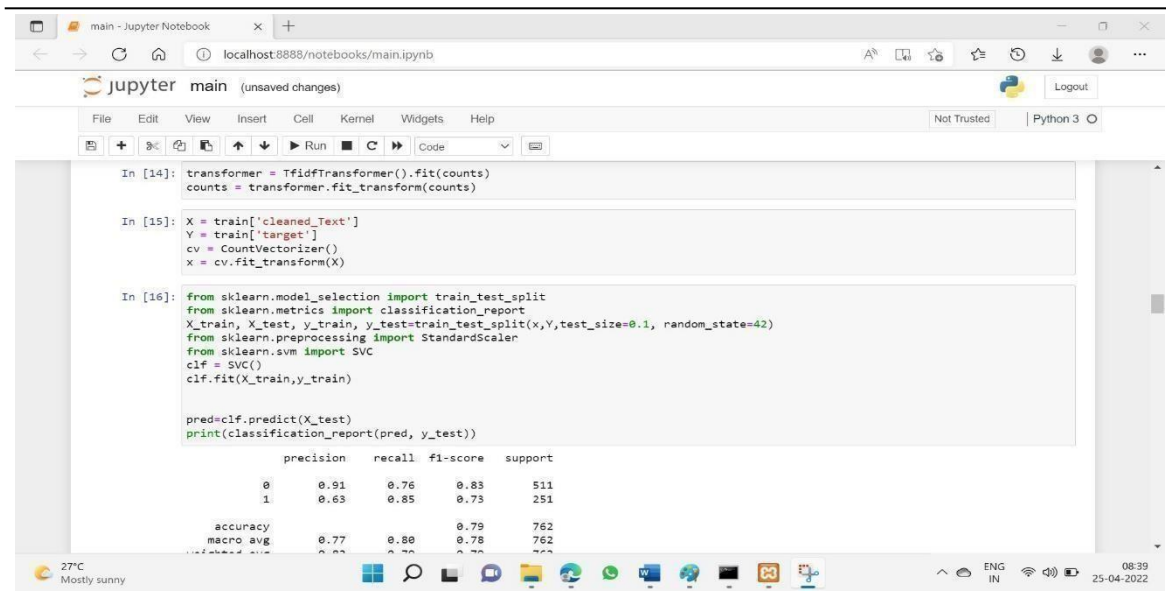 main - Jupyter Notebook
localhost:8888/notebooks/main.ipynb
jupyter main (unsaved changes)
Logout
File Edit View Insert Cell Kernel Widgets Help
Not Trusted Python 3
Run Code
In [14]: transformer = TfidfTransformer().fit(counts)
counts = transformer.fit_transform(counts)
In [15]: X = train['cleaned_Text']
Y = train['target']
cv = CountVectorizer()
x = cv.fit_transform(X)
In [16]: from sklearn.model_selection import train_test_split
from sklearn.metrics import classification_report
X_train, X_test, y_train, y_test=train_test_split(x,Y,test_size=0.1, random_state=42)
from sklearn.preprocessing import StandardScaler
from sklearn.svm import SVC
clf = SVC()
clf.fit(X_train,y_train)
pred=clf.predict(X_test)
print(classification_report(pred, y_test))
precision recall f1-score support
0 0.91 0.76 0.83 511
1 0.63 0.85 0.73 251
accuracy 0.79 762
macro avg 0.77 0.80 0.78 762
27°C
Mostly sunny
ENG
IN
08:39
25-04-2022